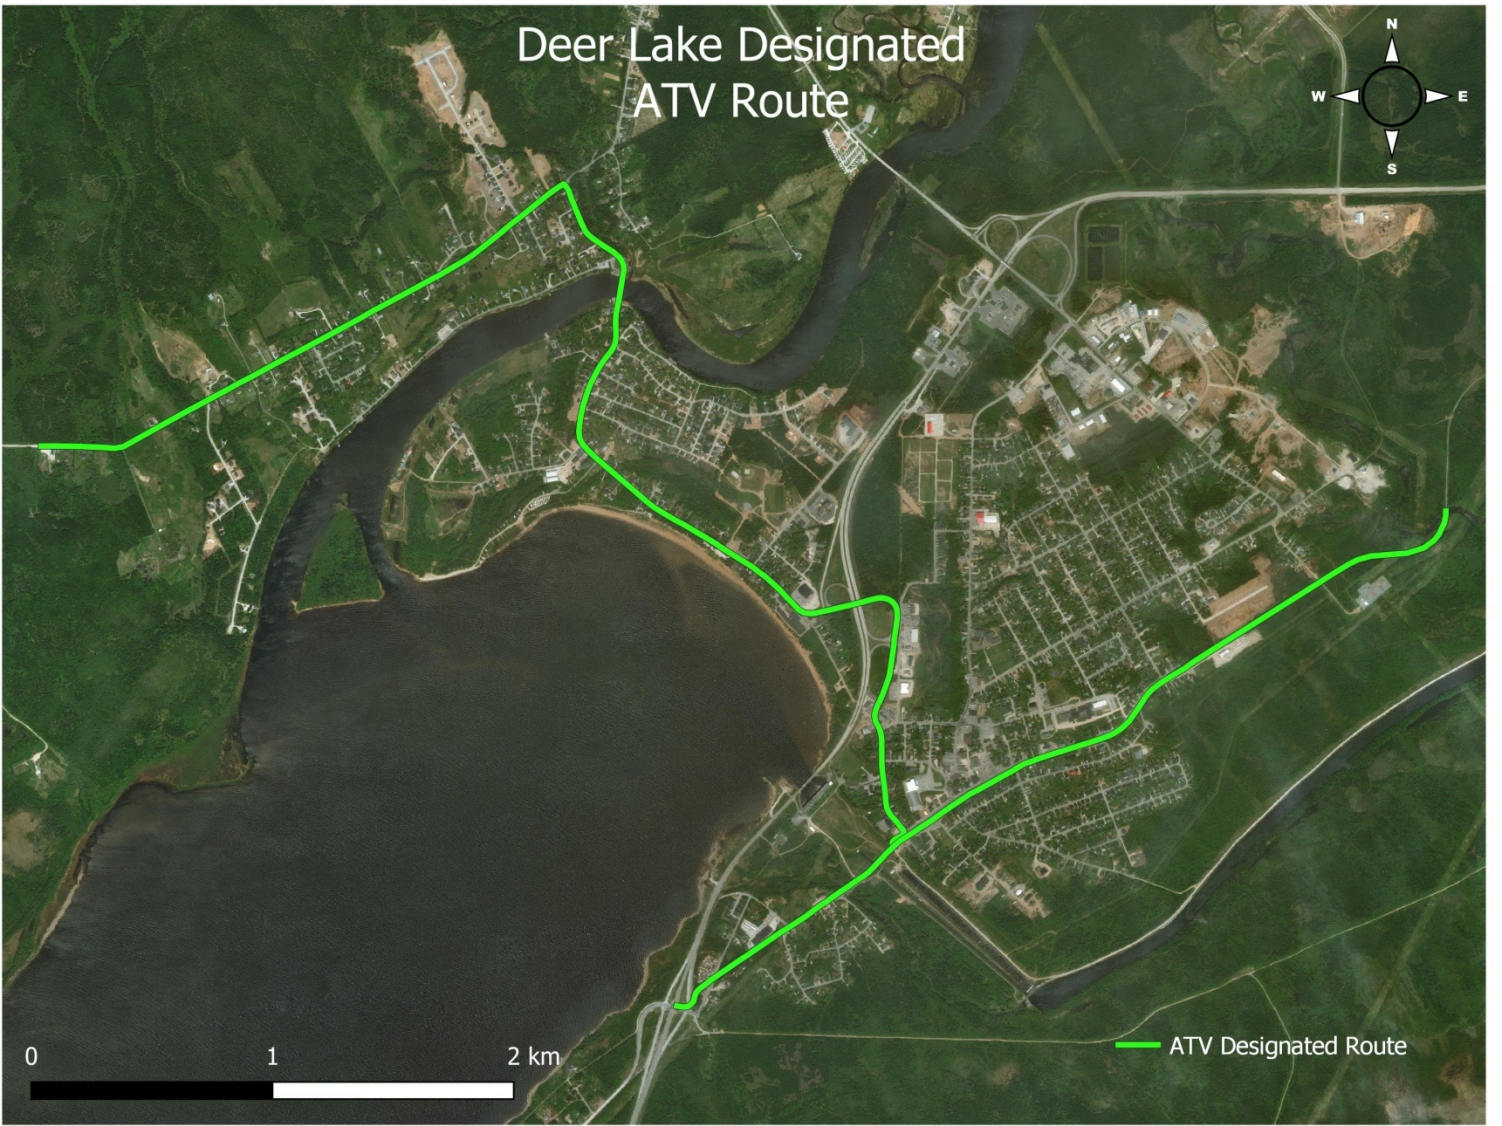 Deer Lake Designated
ATV Route
N
W E
S
0 1 2 km
ATV Designated Route